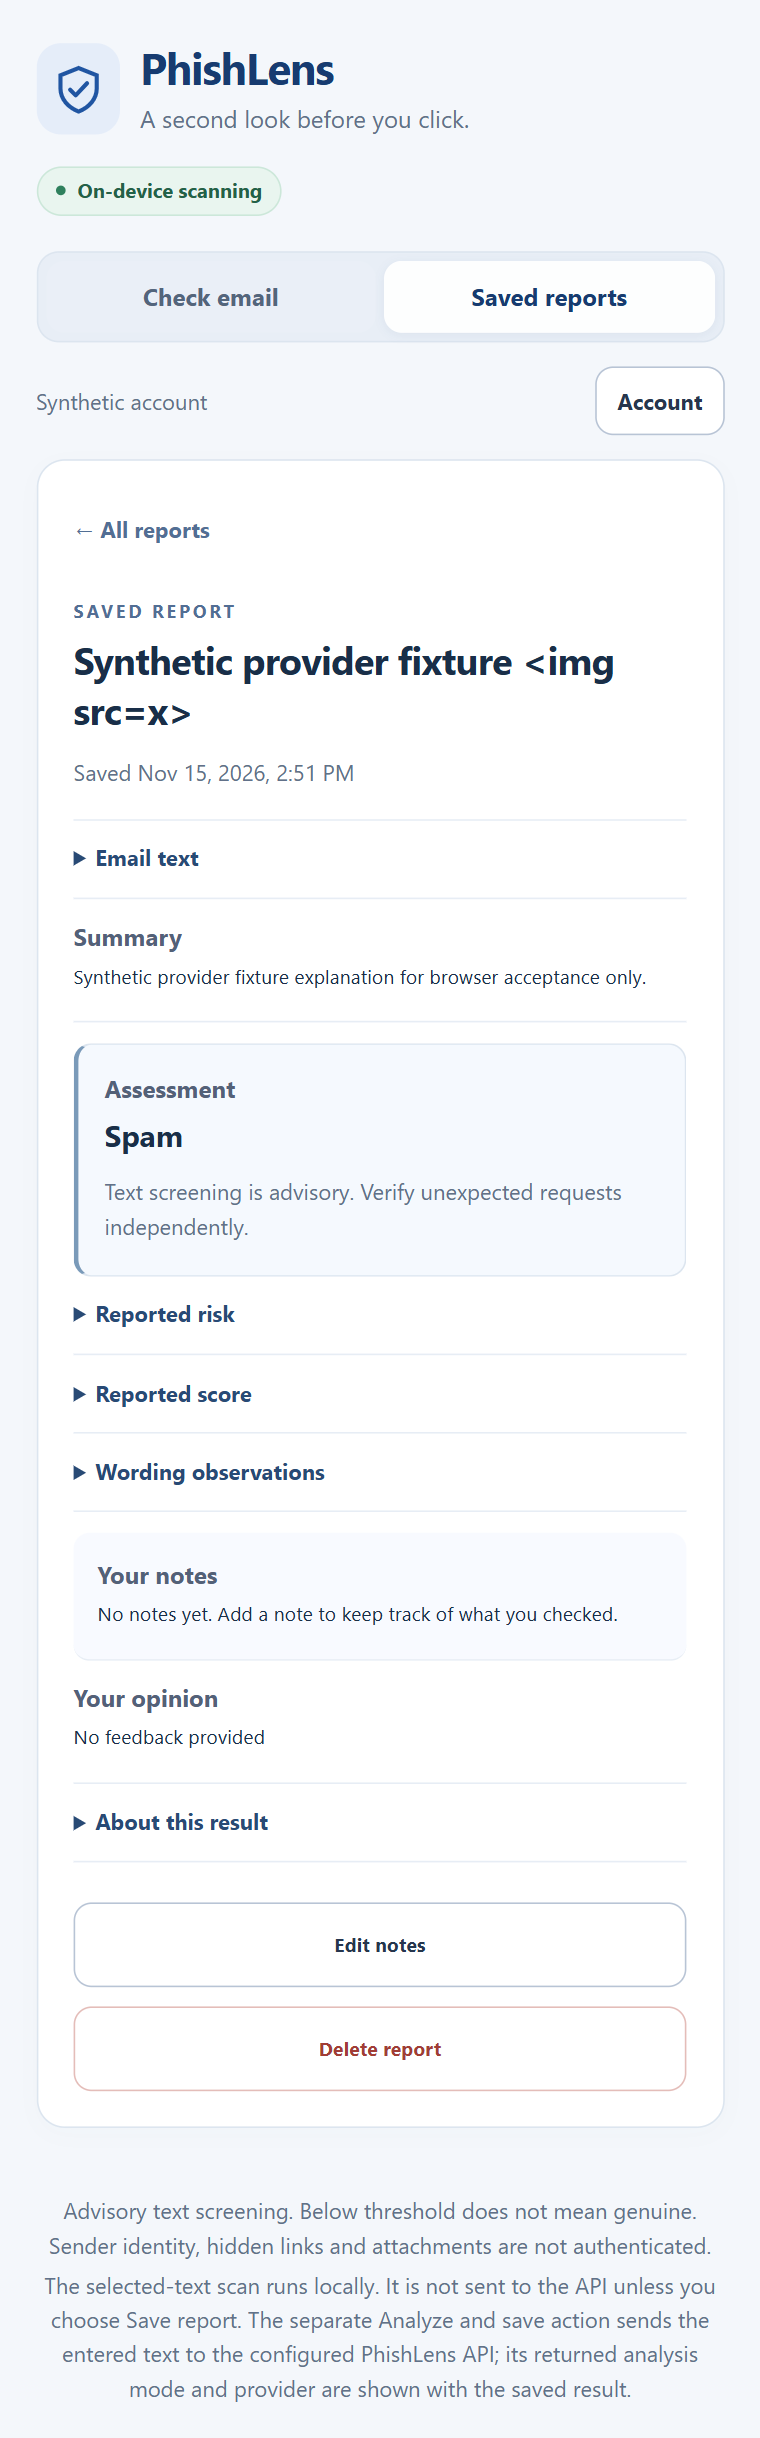 PhishLens
A second look before you click.
On-device scanning
Check email
Saved reports
Synthetic account
Account
← All reports
SAVED REPORT
Synthetic provider fixture <img
src=x>
Saved Nov 15, 2026, 2:51 PM
Email text
Summary
Synthetic provider fixture explanation for browser acceptance only.
Assessment
Spam
Text screening is advisory. Verify unexpected requests
independently.
Reported risk
Reported score
Wording observations
Your notes
No notes yet. Add a note to keep track of what you checked.
Your opinion
No feedback provided
About this result
Edit notes
Delete report
Advisory text screening. Below threshold does not mean genuine.
Sender identity, hidden links and attachments are not authenticated.
The selected-text scan runs locally. It is not sent to the API unless you
choose Save report. The separate Analyze and save action sends the
entered text to the configured PhishLens API; its returned analysis
mode and provider are shown with the saved result.